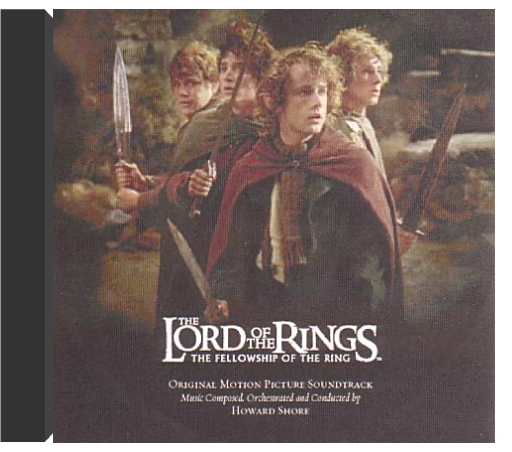 THE LORD OF THE RINGS™
THE FELLOWSHIP OF THE RING
ORIGINAL MOTION PICTURE SOUNDTRACK
Music Composed, Orchestrated and Conducted by
HOWARD SHORE